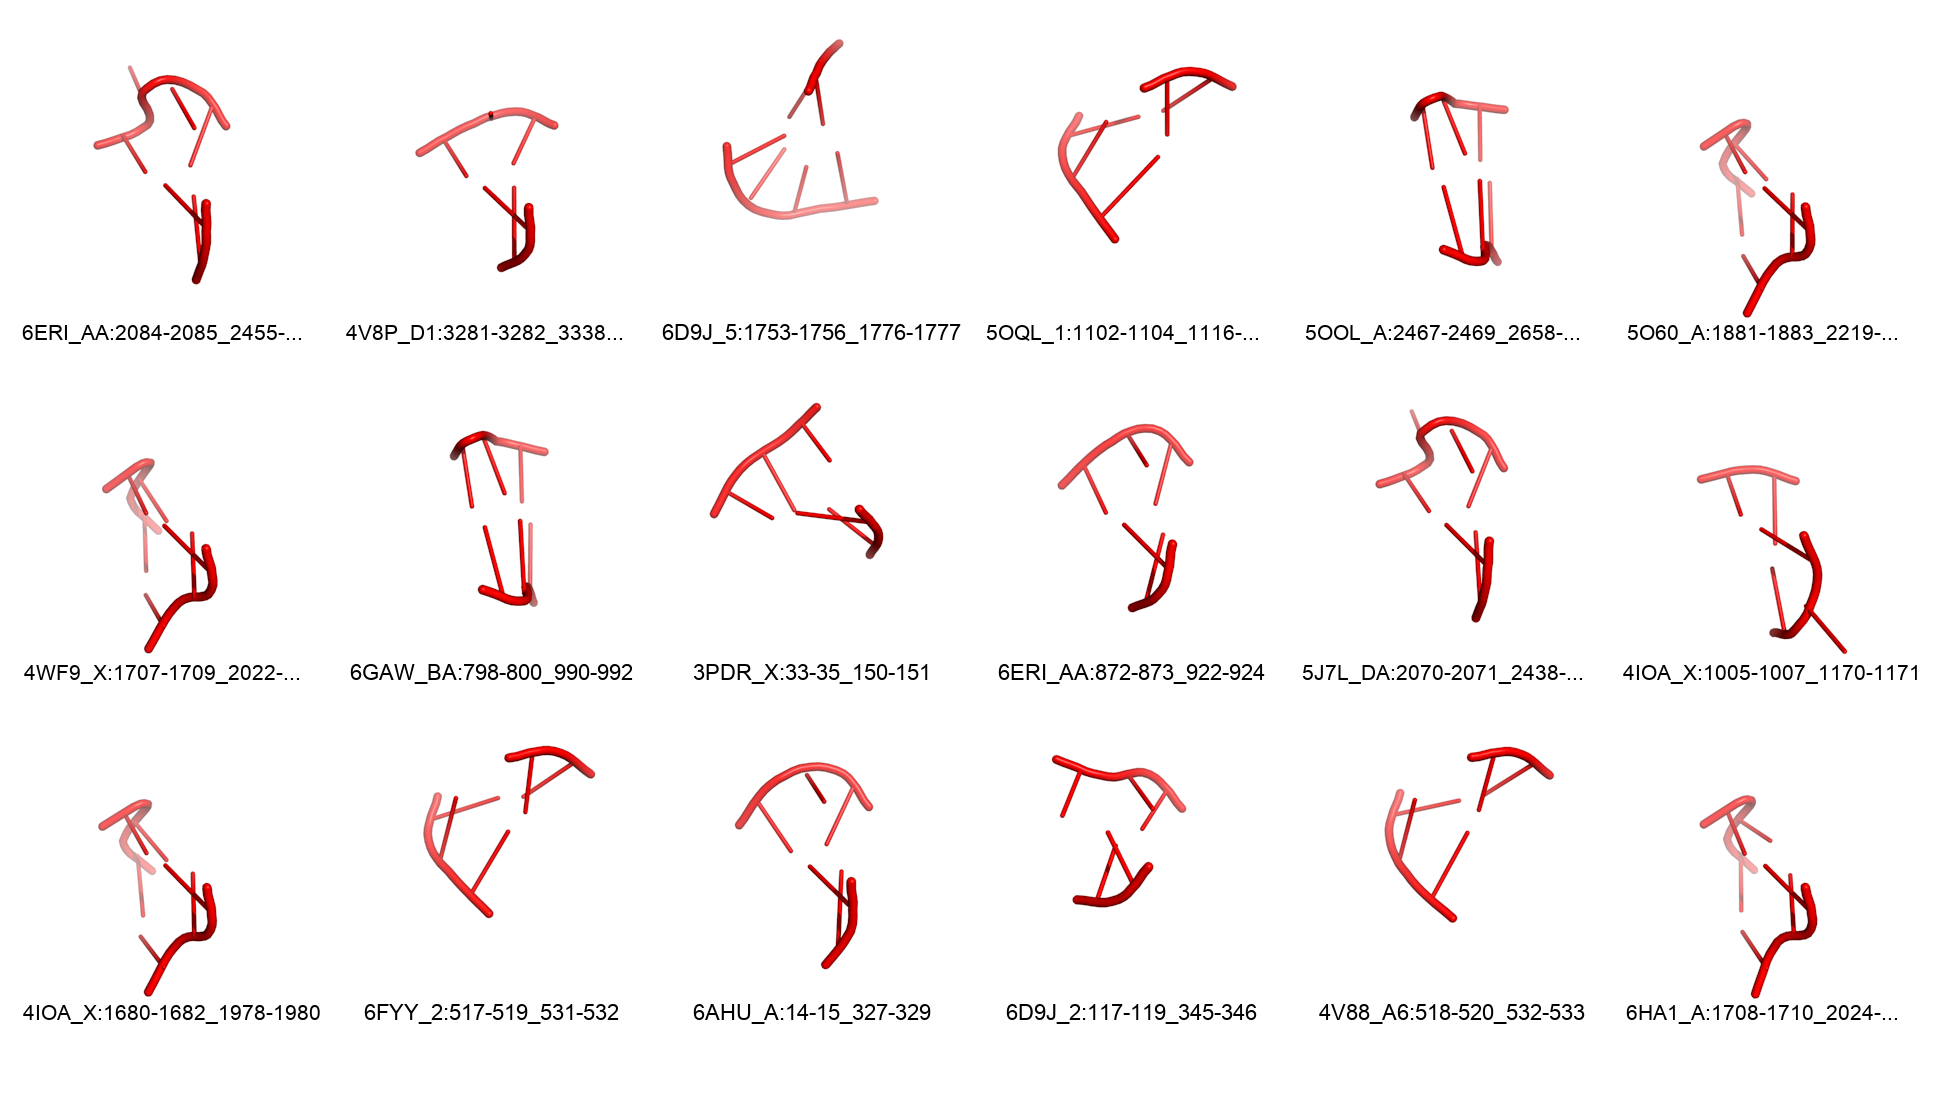 6ERI_AA:2084-2085_2455-...
4V8P_D1:3281-3282_3338...
6D9J_5:1753-1756_1776-1777
5OQL_1:1102-1104_1116-...
5OOL_A:2467-2469_2658-...
5O60_A:1881-1883_2219-...
4WF9_X:1707-1709_2022-...
6GAW_BA:798-800_990-992
3PDR_X:33-35_150-151
6ERI_AA:872-873_922-924
5J7L_DA:2070-2071_2438-...
4IOA_X:1005-1007_1170-1171
4IOA_X:1680-1682_1978-1980
6FYY_2:517-519_531-532
6AHU_A:14-15_327-329
6D9J_2:117-119_345-346
4V88_A6:518-520_532-533
6HA1_A:1708-1710_2024-...